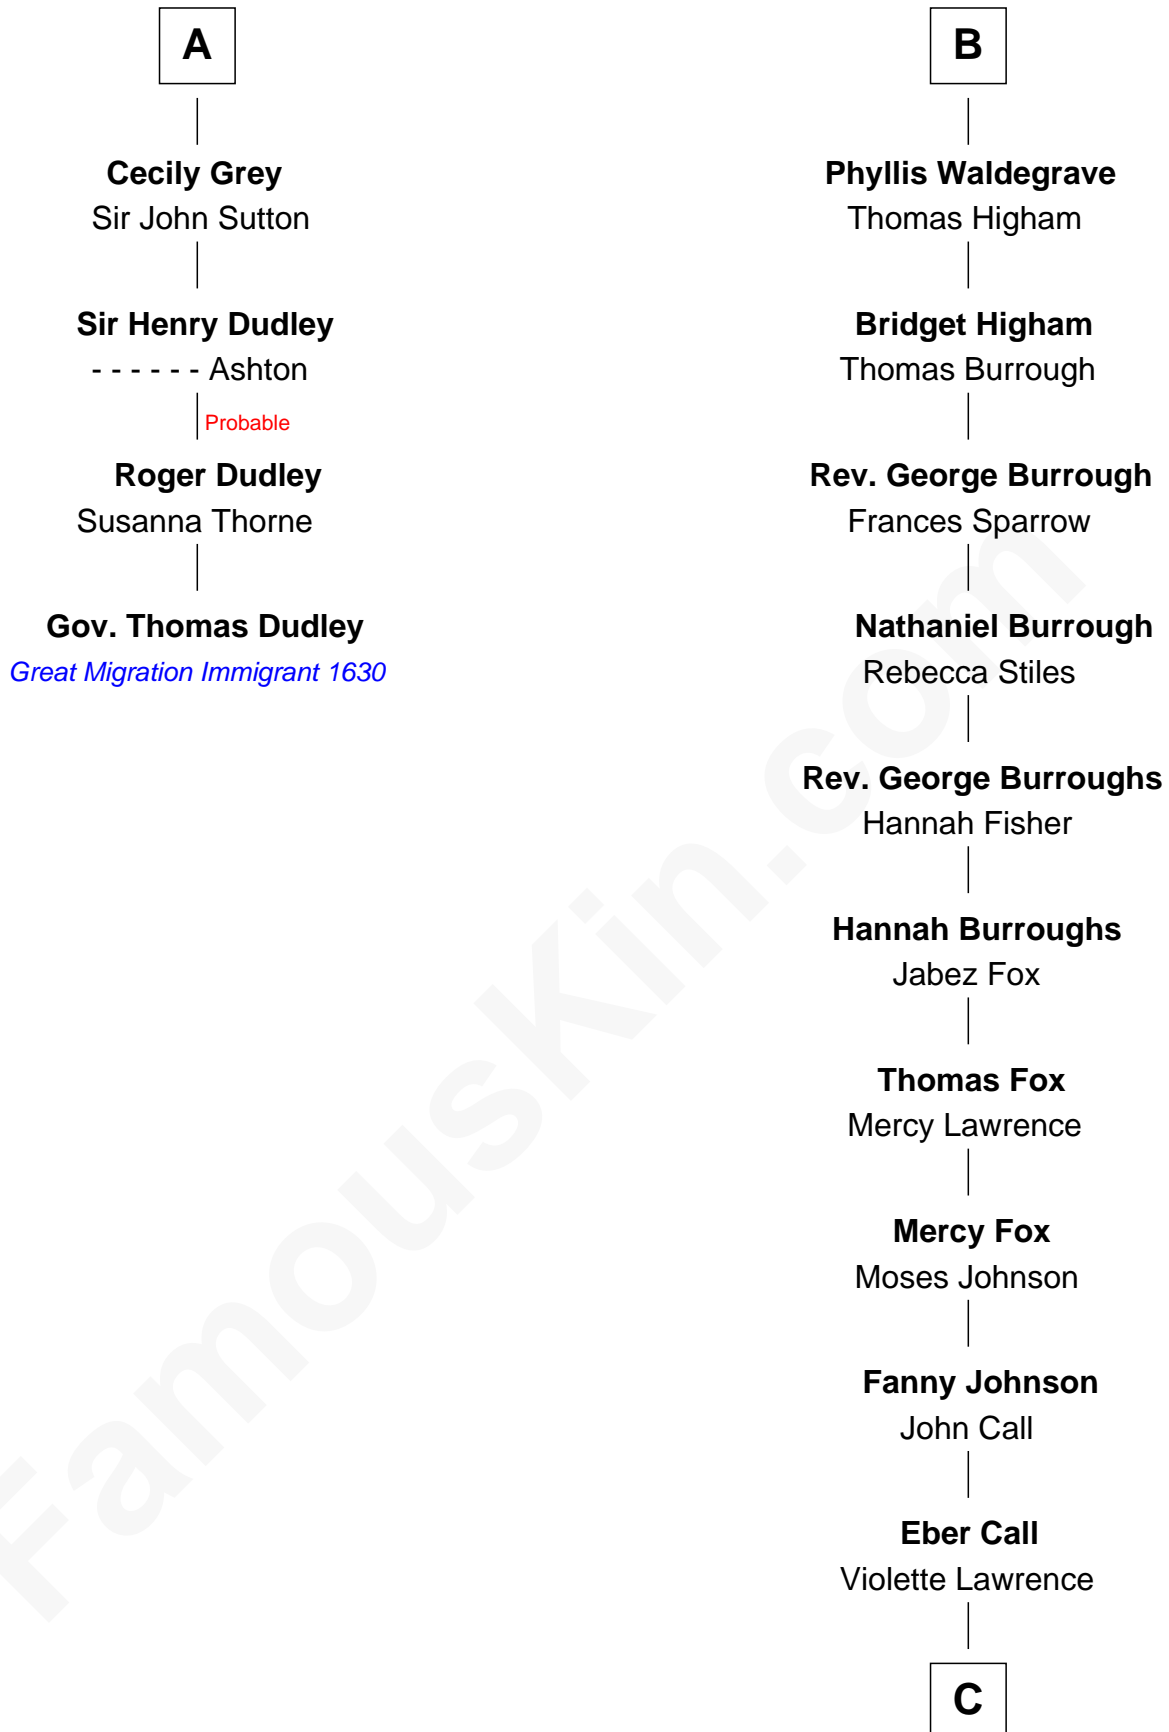 A
Cecily Grey
Sir John Sutton
Sir Henry Dudley
- - - - - - Ashton
Probable
Roger Dudley
Susanna Thorne
Gov. Thomas Dudley
Great Migration Immigrant 1630
B
Phyllis Waldegrave
Thomas Higham
Bridget Higham
Thomas Burrough
Rev. George Burrough
Frances Sparrow
Nathaniel Burrough
Rebecca Stiles
Rev. George Burroughs
Hannah Fisher
Hannah Burroughs
Jabez Fox
Thomas Fox
Mercy Lawrence
Mercy Fox
Moses Johnson
Fanny Johnson
John Call
Eber Call
Violette Lawrence
C
FamousKin.com